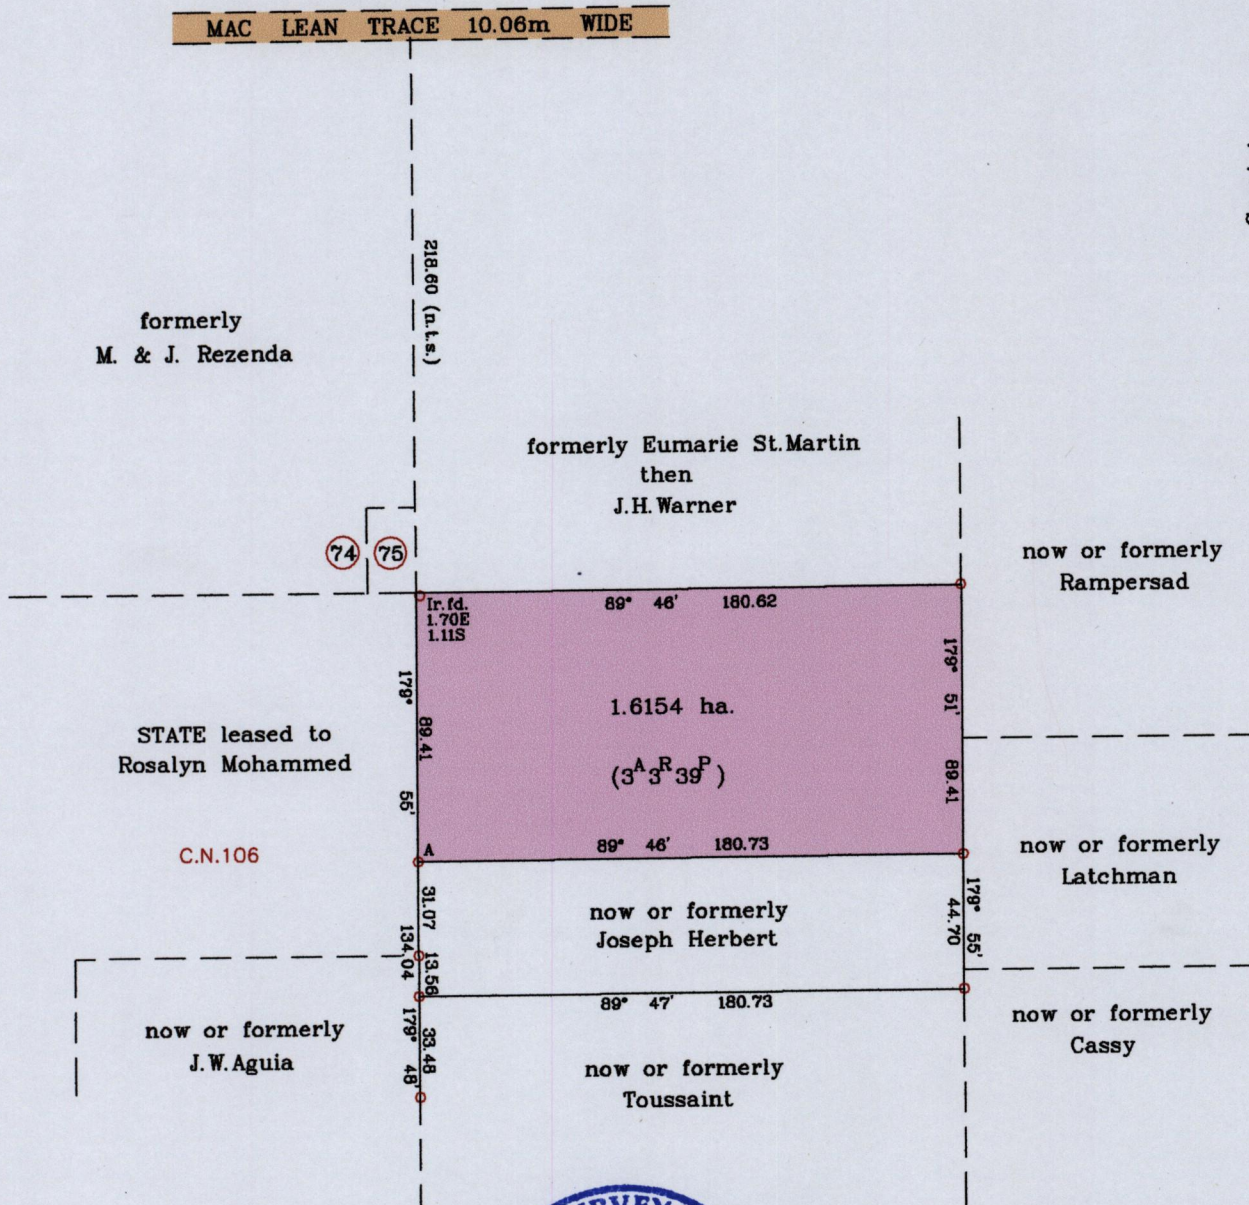 MAC LEAN TRACE 10.06m WIDE
218.60 (n.t.s.)
formerly
M. & J. Rezenda
formerly Eumarie St.Martin
then
J.H.Warner
74 75
now or formerly
Rampersad
Ir.fd.
1.70E
1.11S
89° 46' 180.62
179° 55'
89.41
179° 51'
89.41
1.6154 ha.
(3A 3R 39P)
STATE leased to
Rosalyn Mohammed
C.N.106
A
89° 46' 180.73
now or formerly
Latchman
31.07
134.04
13.56
now or formerly
Joseph Herbert
179° 55'
44.70
89° 47' 180.73
now or formerly
J.W.Aguia
179° 48'
33.48
now or formerly
Cassy
now or formerly
Toussaint